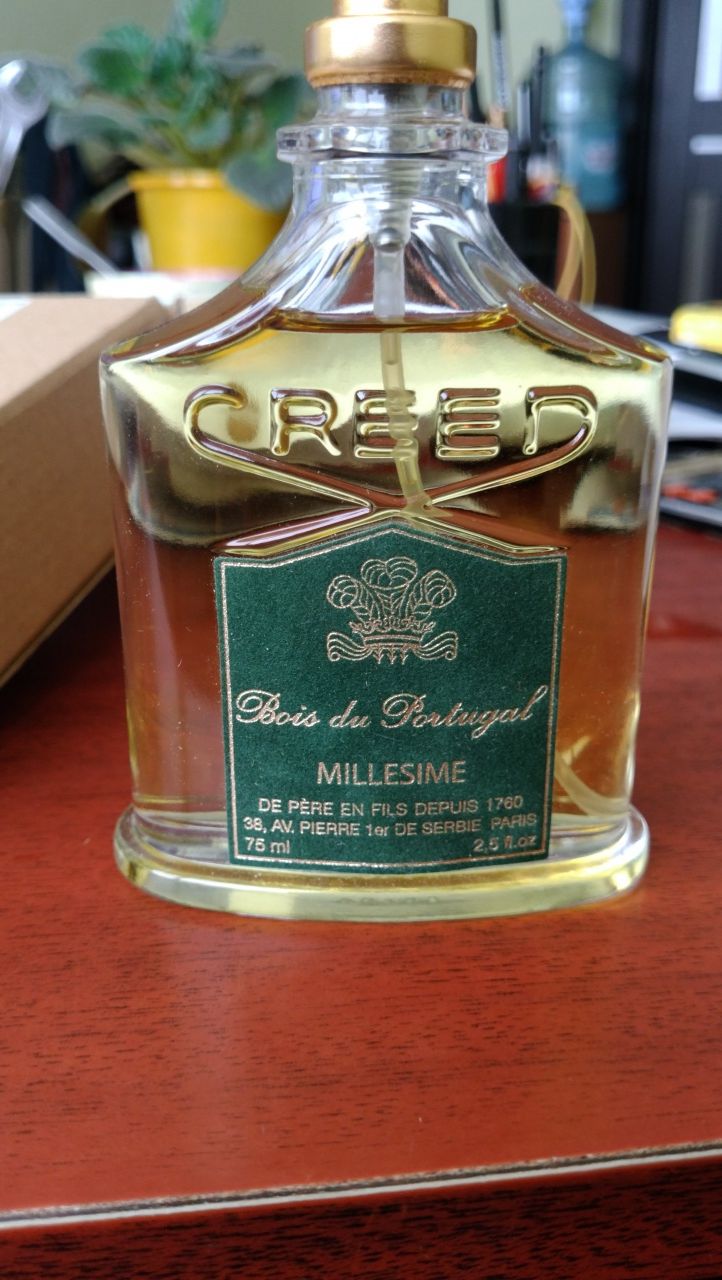 CREED
Bois du Portugal
MILLESIME
DE PÈRE EN FILS DEPUIS 1760
38, AV. PIERRE 1er DE SERBIE PARIS
75 ml 2,5 fl.oz